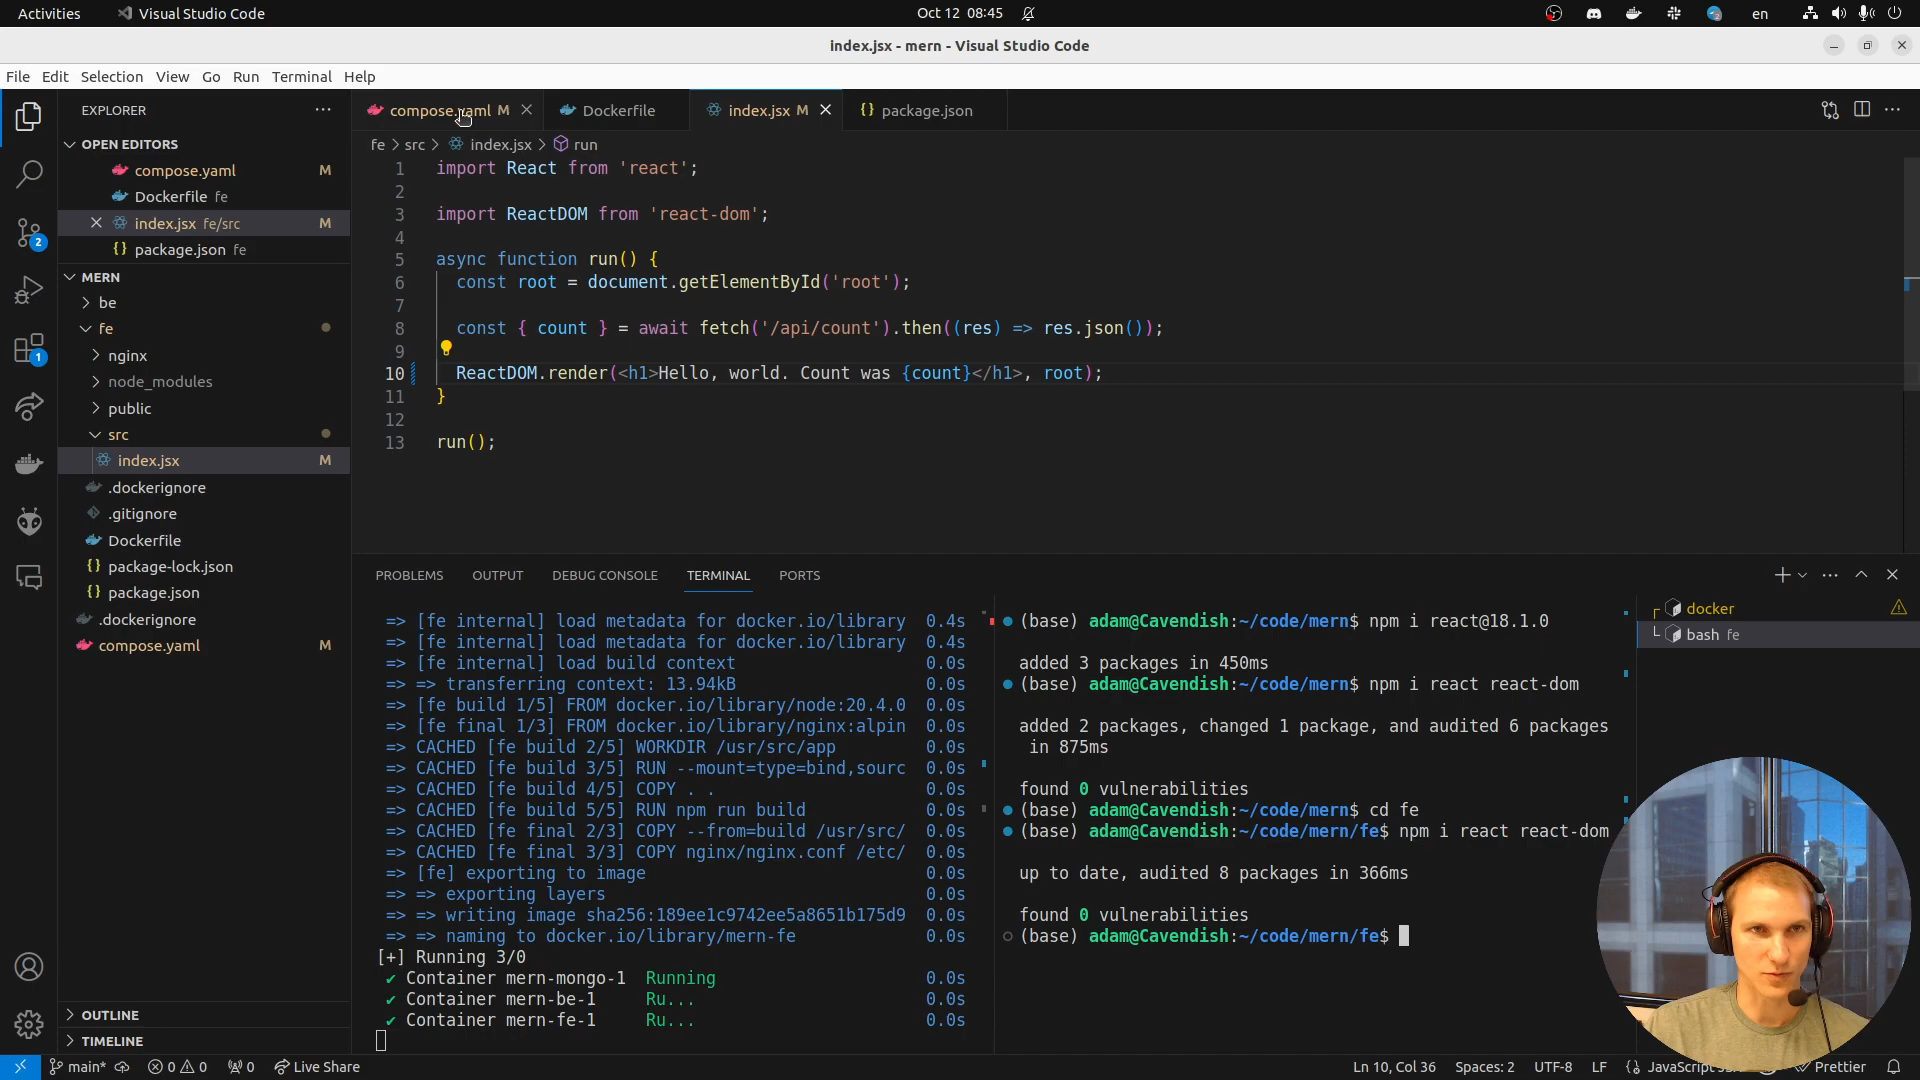 Activities
Visual Studio Code
Oct 12 08:45
en
index.jsx - mern - Visual Studio Code
File Edit Selection View Go Run Terminal Help
EXPLORER
OPEN EDITORS
compose.yaml M
Dockerfile fe
index.jsx fe/src M
package.json fe
MERN
be
fe
nginx
node_modules
public
src
index.jsx M
.dockerignore
.gitignore
Dockerfile
package-lock.json
package.json
.dockerignore
compose.yaml M
OUTLINE
TIMELINE
2
1
compose.yaml M
Dockerfile
index.jsx M
package.json
fe > src > index.jsx > run
1 import React from 'react';
2
3 import ReactDOM from 'react-dom';
4
5 async function run() {
6 const root = document.getElementById('root');
7
8 const { count } = await fetch('/api/count').then((res) => res.json());
9
10 ReactDOM.render(<h1>Hello, world. Count was {count}</h1>, root);
11 }
12
13 run();
PROBLEMS OUTPUT DEBUG CONSOLE TERMINAL PORTS
=> [fe internal] load metadata for docker.io/library 0.4s
=> [fe internal] load metadata for docker.io/library 0.4s
=> [fe internal] load build context 0.0s
=> => transferring context: 13.94kB 0.0s
=> [fe build 1/5] FROM docker.io/library/node:20.4.0 0.0s
=> [fe final 1/3] FROM docker.io/library/nginx:alpin 0.0s
=> CACHED [fe build 2/5] WORKDIR /usr/src/app 0.0s
=> CACHED [fe build 3/5] RUN --mount=type=bind,sourc 0.0s
=> CACHED [fe build 4/5] COPY . . 0.0s
=> CACHED [fe build 5/5] RUN npm run build 0.0s
=> CACHED [fe final 2/3] COPY --from=build /usr/src/ 0.0s
=> CACHED [fe final 3/3] COPY nginx/nginx.conf /etc/ 0.0s
=> [fe] exporting to image 0.0s
=> => exporting layers 0.0s
=> => writing image sha256:189ee1c9742ee5a8651b175d9 0.0s
=> => naming to docker.io/library/mern-fe 0.0s
[+] Running 3/0
✔ Container mern-mongo-1 Running 0.0s
✔ Container mern-be-1 Ru... 0.0s
✔ Container mern-fe-1 Ru... 0.0s
(base) adam@Cavendish:~/code/mern$ npm i react@18.1.0
added 3 packages in 450ms
(base) adam@Cavendish:~/code/mern$ npm i react react-dom
added 2 packages, changed 1 package, and audited 6 packages
in 875ms
found 0 vulnerabilities
(base) adam@Cavendish:~/code/mern$ cd fe
(base) adam@Cavendish:~/code/mern/fe$ npm i react react-dom
up to date, audited 8 packages in 366ms
found 0 vulnerabilities
(base) adam@Cavendish:~/code/mern/fe$
docker
bash fe
main* 0 0 0 Live Share
Ln 10, Col 36 Spaces: 2 UTF-8 LF {} JavaScript Prettier